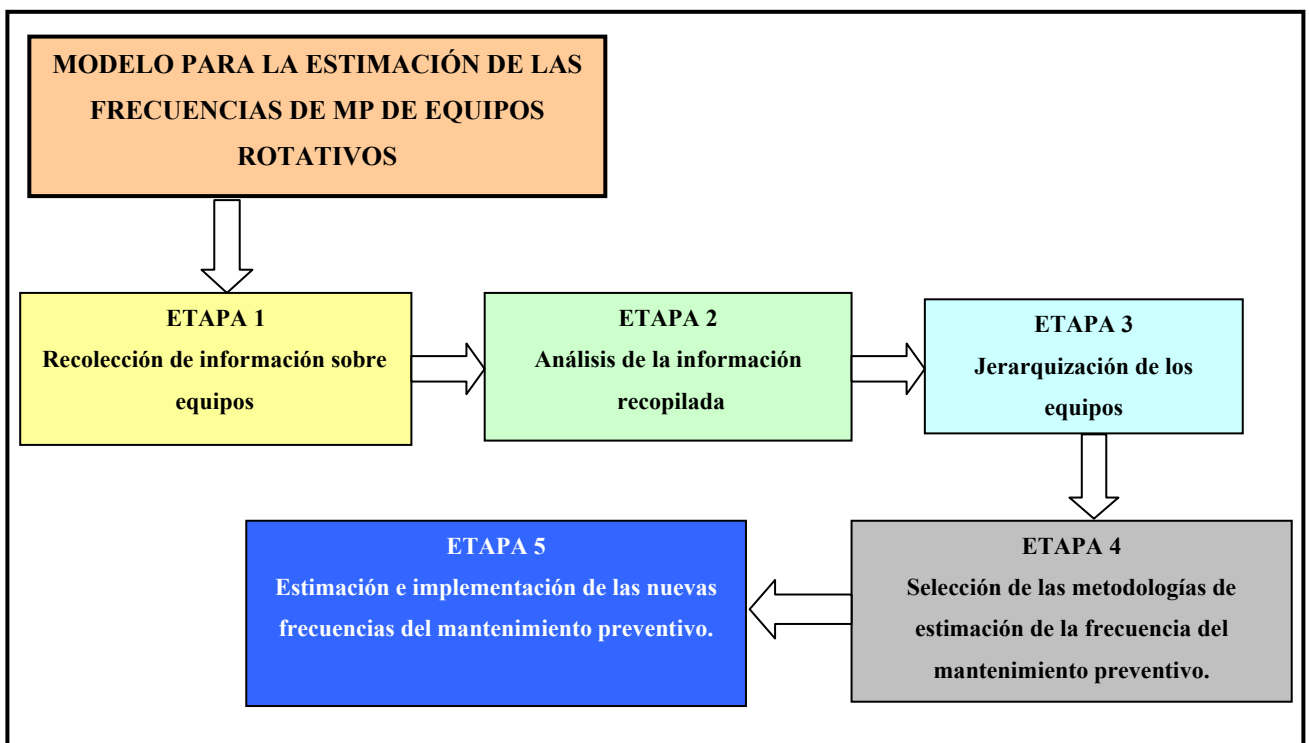 MODELO PARA LA ESTIMACIÓN DE LAS
FRECUENCIAS DE MP DE EQUIPOS
ROTATIVOS
ETAPA 1
Recolección de información sobre
equipos
ETAPA 2
Análisis de la información
recopilada
ETAPA 3
Jerarquización de los
equipos
ETAPA 4
Selección de las metodologías de
estimación de la frecuencia del
mantenimiento preventivo.
ETAPA 5
Estimación e implementación de las nuevas
frecuencias del mantenimiento preventivo.